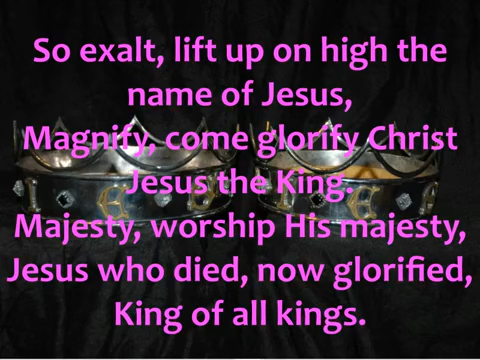 So exalt, lift up on high the
name of Jesus,
Magnify, come glorify Christ
Jesus the King.
Majesty, worship His majesty,
Jesus who died, now glorified,
King of all kings.